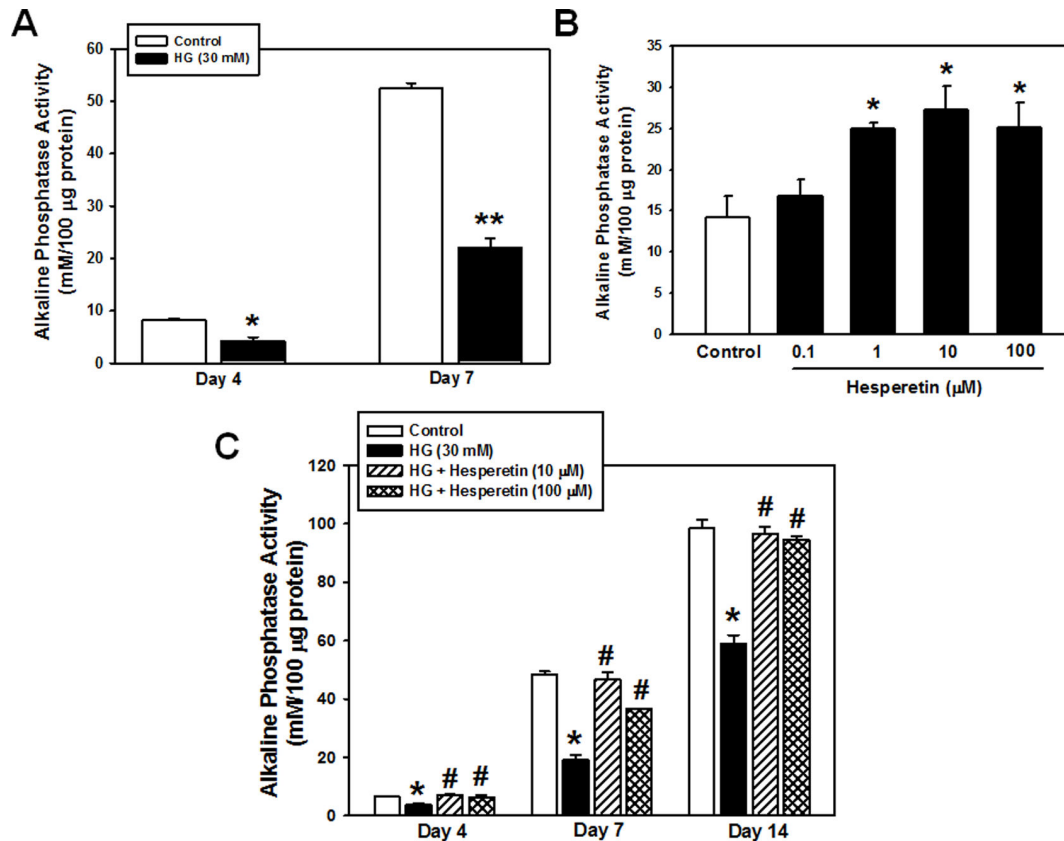 A
Control
HG (30 mM)
Alkaline Phosphatase Activity
(mM/100 µg protein)
60
50
40
30
20
10
0
*
**
Day 4
Day 7
B
Alkaline Phosphatase Activity
(mM/100 µg protein)
35
30
25
20
15
10
5
0
*
*
*
Control
0.1
1
10
100
Hesperetin (µM)
C
Control
HG (30 mM)
HG + Hesperetin (10 µM)
HG + Hesperetin (100 µM)
Alkaline Phosphatase Activity
(mM/100 µg protein)
120
100
80
60
40
20
0
*
#
#
*
#
#
*
#
#
Day 4
Day 7
Day 14